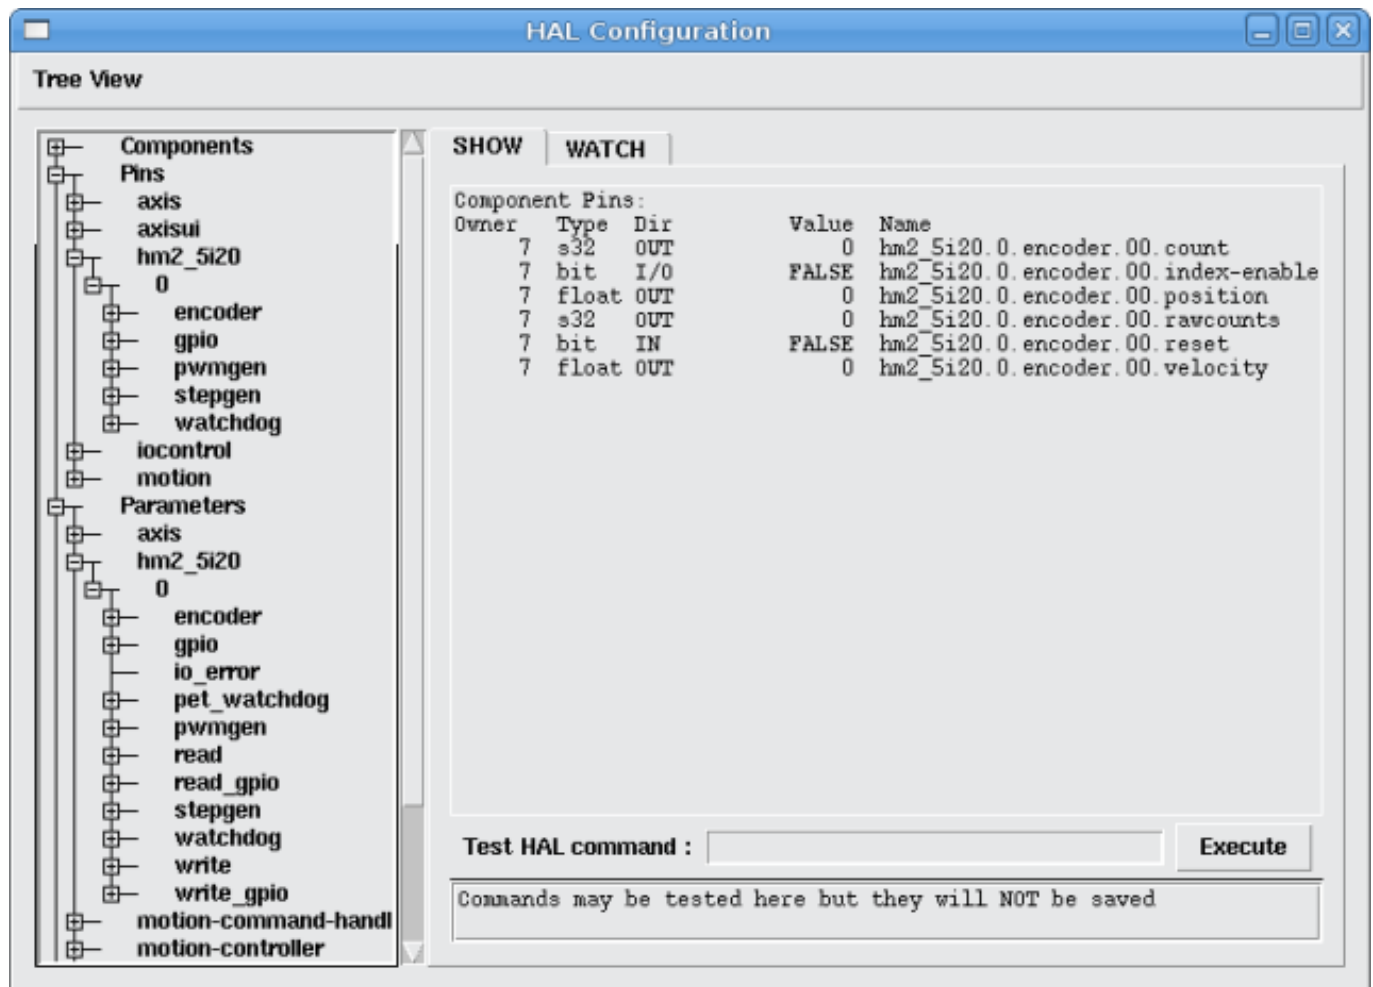 HAL Configuration
Tree View
Components
Pins
axis
axisui
hm2_5i20
0
encoder
gpio
pwmgen
stepgen
watchdog
iocontrol
motion
Parameters
axis
hm2_5i20
0
encoder
gpio
io_error
pet_watchdog
pwmgen
read
read_gpio
stepgen
watchdog
write
write_gpio
motion-command-handl
motion-controller
SHOW WATCH
Component Pins:
Owner Type Dir Value Name
7 s32 OUT 0 hm2_5i20.0.encoder.00.count
7 bit I/O FALSE hm2_5i20.0.encoder.00.index-enable
7 float OUT 0 hm2_5i20.0.encoder.00.position
7 s32 OUT 0 hm2_5i20.0.encoder.00.rawcounts
7 bit IN FALSE hm2_5i20.0.encoder.00.reset
7 float OUT 0 hm2_5i20.0.encoder.00.velocity
Test HAL command : Execute
Commands may be tested here but they will NOT be saved